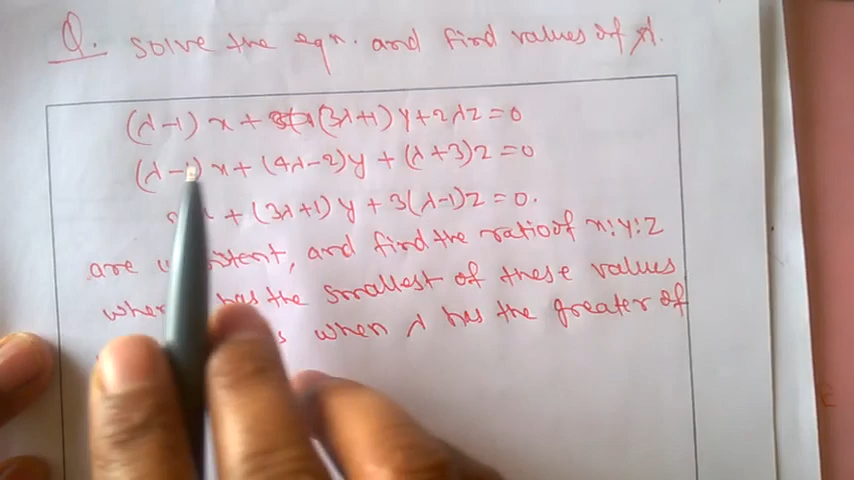 Q. Solve the eqn. and find values of λ.
(λ-1) x + (3λ+1) y + 2λz = 0
(λ-1) x + (4λ-2)y + (λ+3)z = 0
+ (3λ+1) y + 3(λ-1)z = 0.
are and find the ratio of x:y:z
has the smallest of these values
when λ has the greater of